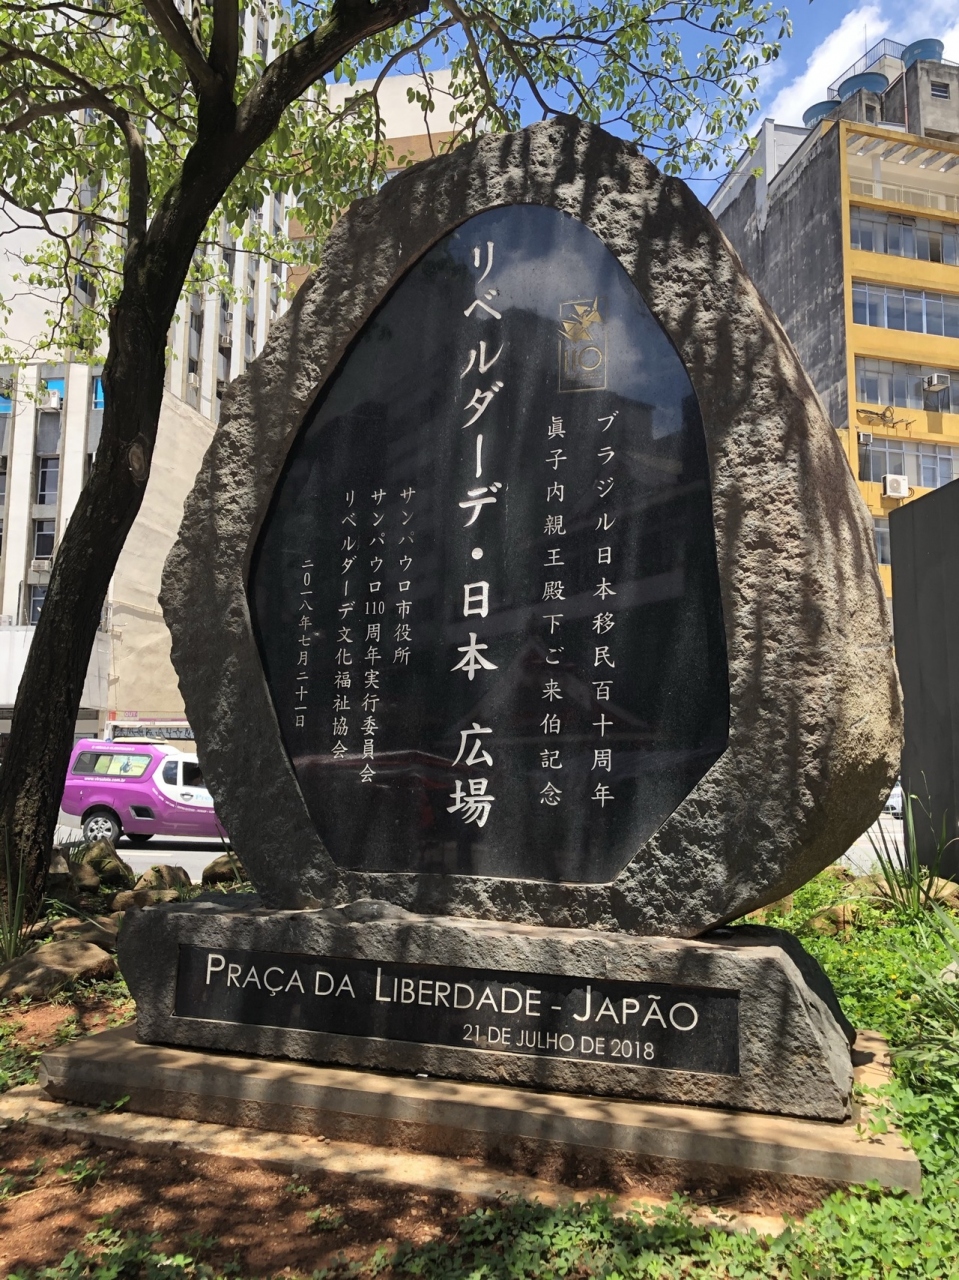 110
ブラジル日本移民百十周年
眞子内親王殿下ご来伯記念
リベルダーデ・日本 広場
サンパウロ市役所
サンパウロ110周年実行委員会
リベルダーデ文化福祉協会
二〇一八年七月二十一日
PRAÇA DA LIBERDADE - JAPÃO
21 DE JULHO DE 2018